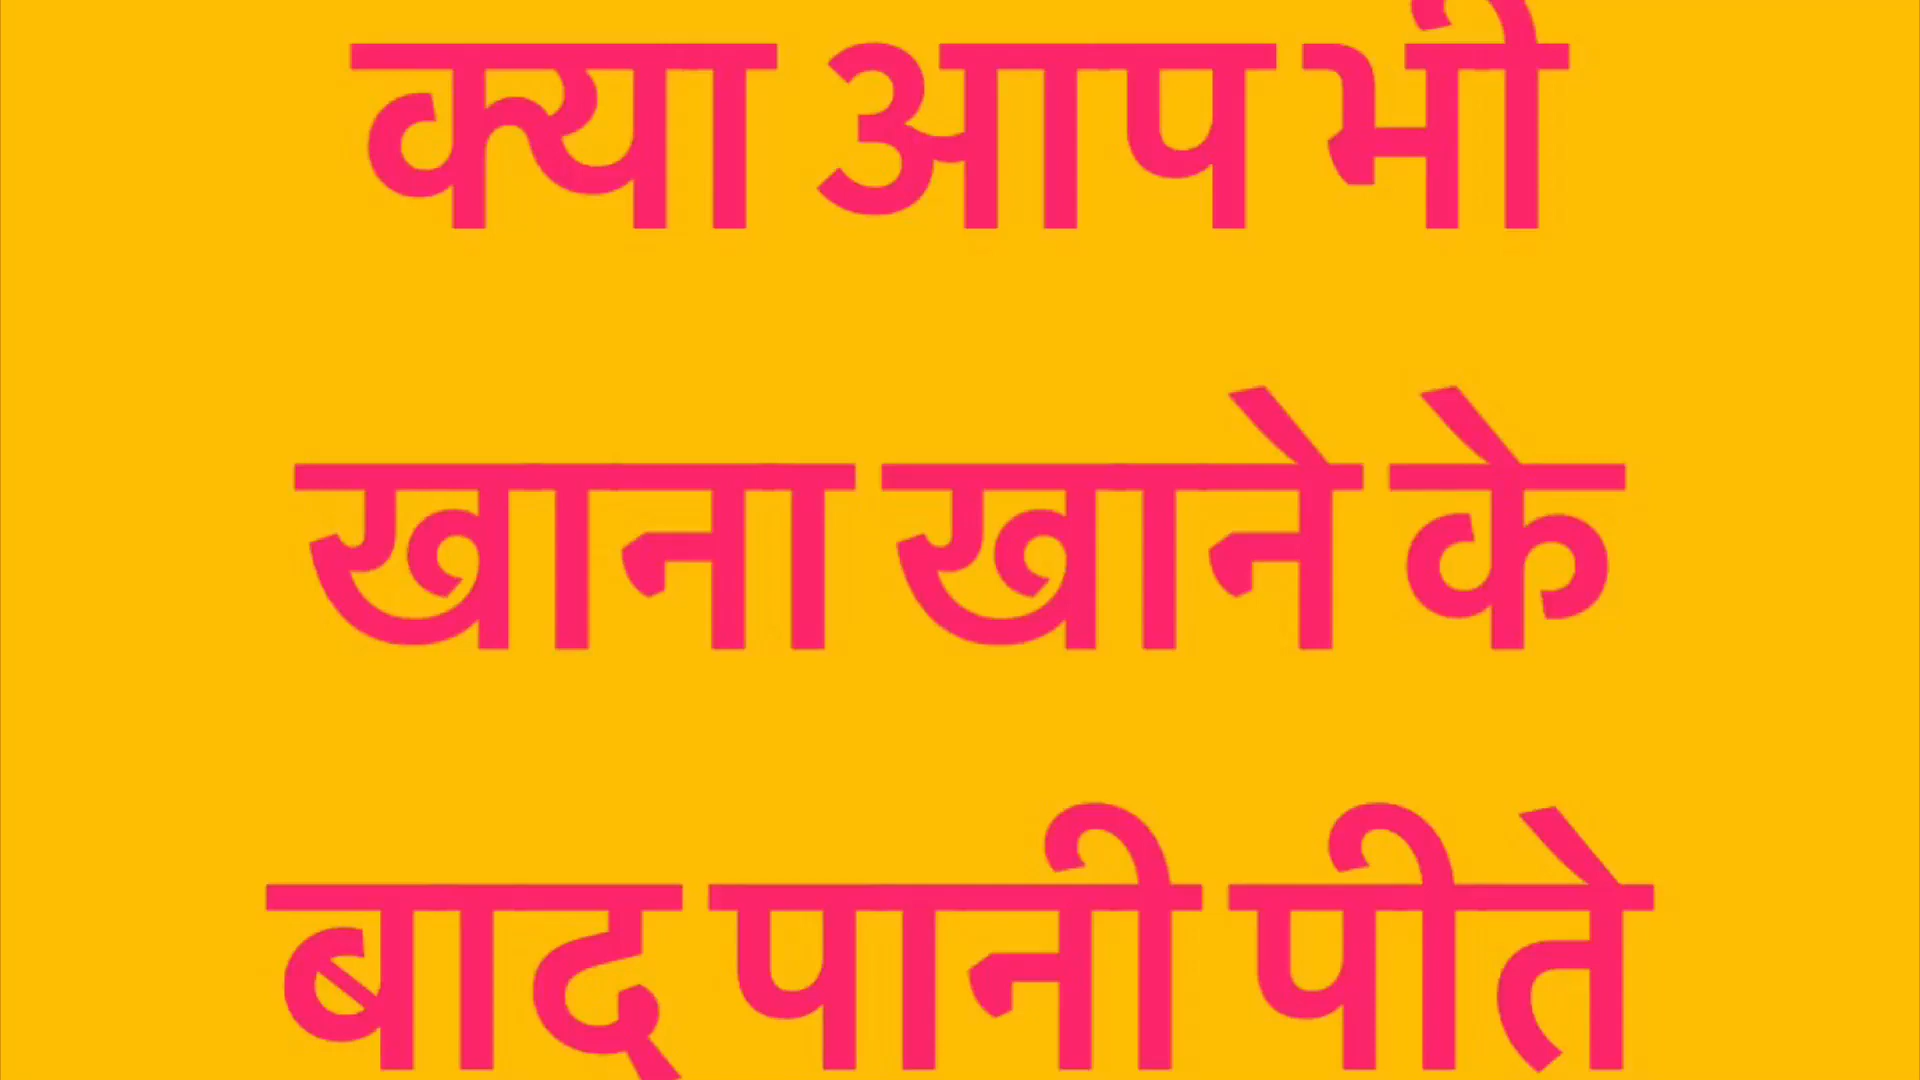 क्या आप भी
खाना खाने के
बाद पानी पीते